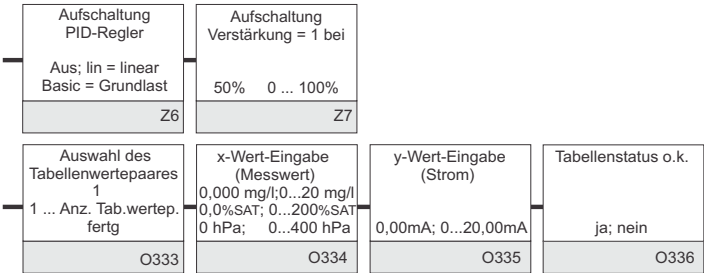 Aufschaltung
PID-Regler
Aus; lin = linear
Basic = Grundlast
Z6
Aufschaltung
Verstärkung = 1 bei
50% 0 ... 100%
Z7
Auswahl des
Tabellenwertepaares
1
1 ... Anz. Tab.wertep.
fertg
O333
x-Wert-Eingabe
(Messwert)
0,000 mg/l;0...20 mg/l
0,0%SAT; 0...200%SAT
0 hPa; 0...400 hPa
O334
y-Wert-Eingabe
(Strom)
0,00mA; 0...20,00mA
O335
Tabellenstatus o.k.
ja; nein
O336